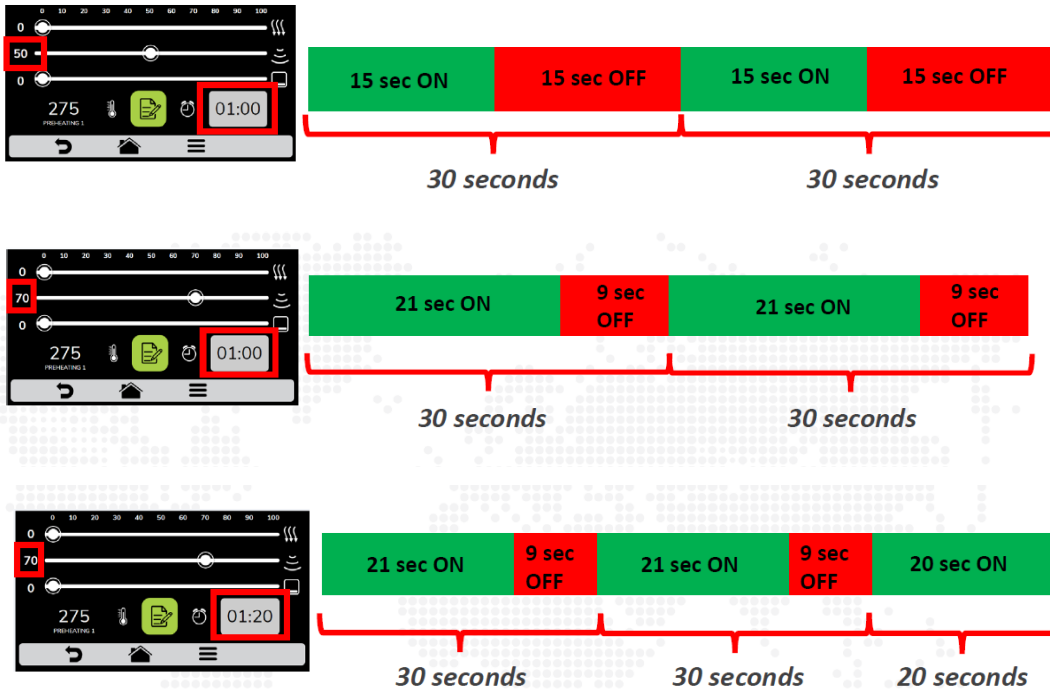 0 10 20 30 40 50 60 70 80 90 100
0
50
0
275
PREHEATING 1
01:00
15 sec ON
15 sec OFF
15 sec ON
15 sec OFF
30 seconds
30 seconds
0 10 20 30 40 50 60 70 80 90 100
0
70
0
275
PREHEATING 1
01:00
21 sec ON
9 sec
OFF
21 sec ON
9 sec
OFF
30 seconds
30 seconds
0 10 20 30 40 50 60 70 80 90 100
0
70
0
275
PREHEATING 1
01:20
21 sec ON
9 sec
OFF
21 sec ON
9 sec
OFF
20 sec ON
30 seconds
30 seconds
20 seconds